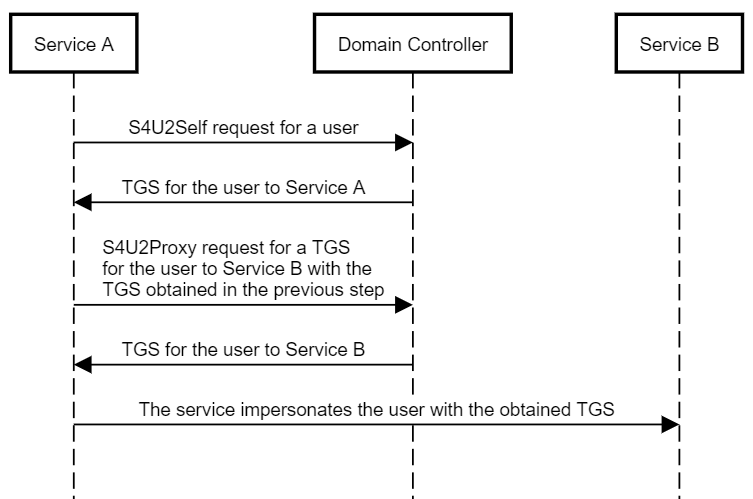 Service A
Domain Controller
Service B
S4U2Self request for a user
TGS for the user to Service A
S4U2Proxy request for a TGS
for the user to Service B with the
TGS obtained in the previous step
TGS for the user to Service B
The service impersonates the user with the obtained TGS